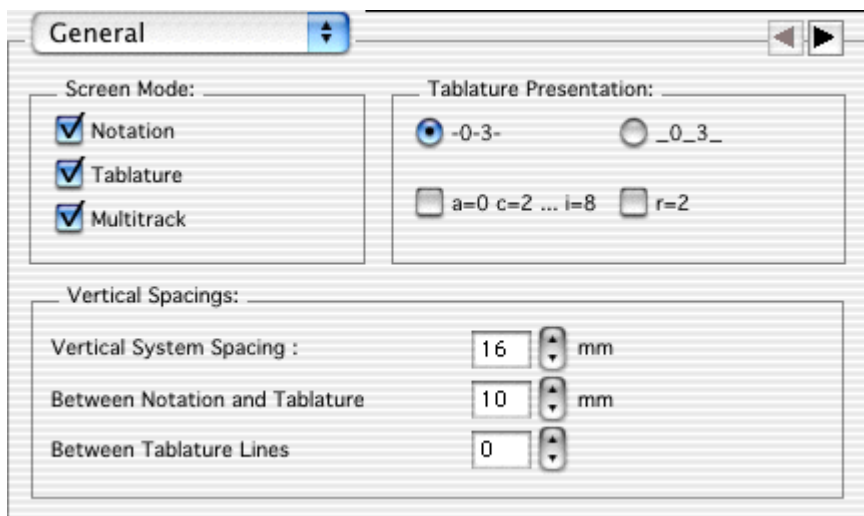 General
Screen Mode:
Notation
Tablature
Multitrack
Tablature Presentation:
-0-3-
_0_3_
a=0 c=2 ... i=8
r=2
Vertical Spacings:
Vertical System Spacing : 16 mm
Between Notation and Tablature 10 mm
Between Tablature Lines 0